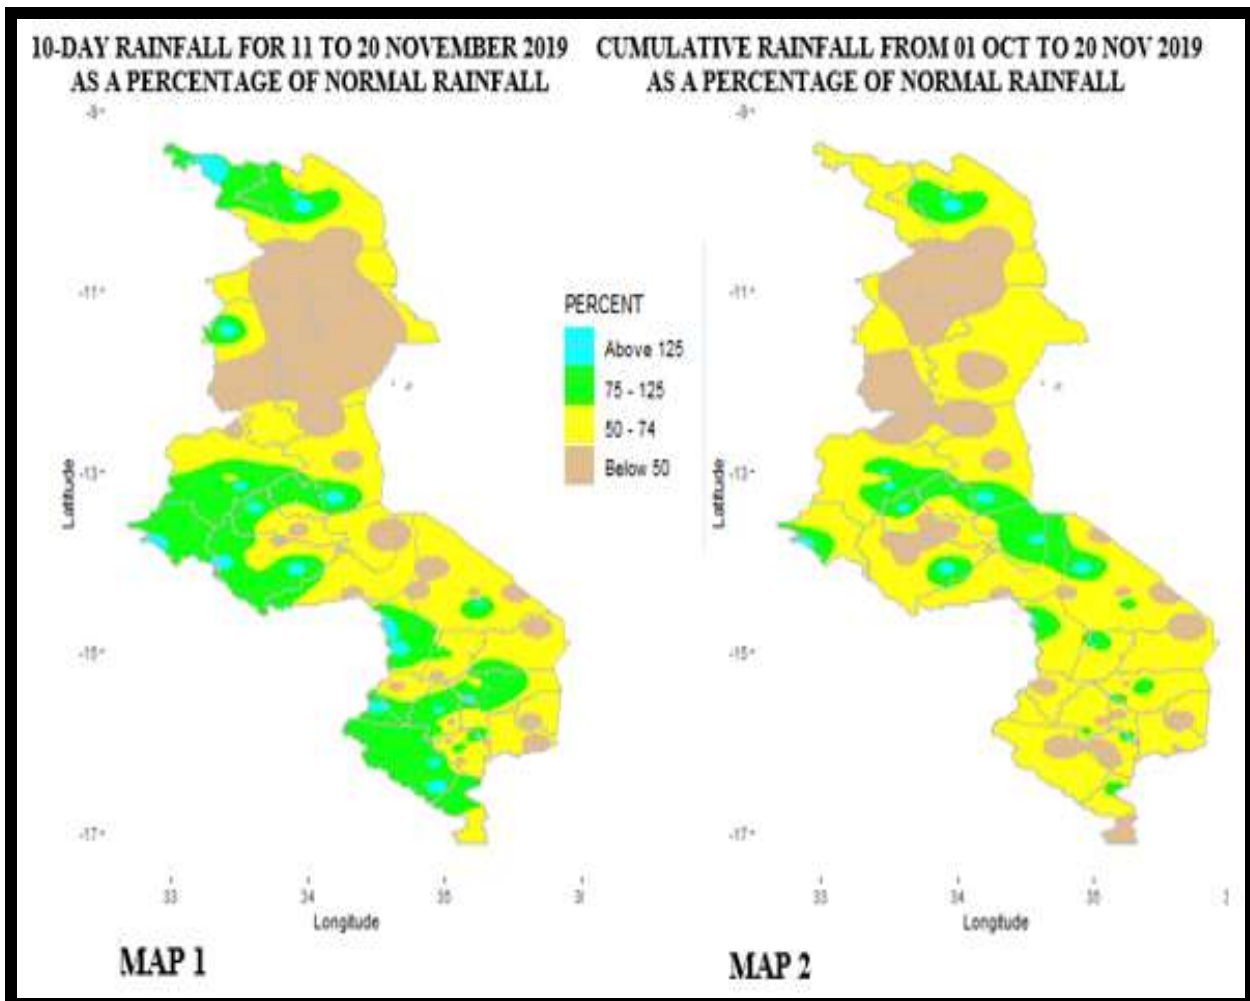 10-DAY RAINFALL FOR 11 TO 20 NOVEMBER 2019
AS A PERCENTAGE OF NORMAL RAINFALL
CUMULATIVE RAINFALL FROM 01 OCT TO 20 NOV 2019
AS A PERCENTAGE OF NORMAL RAINFALL
-9°
-11°
-13°
-15°
-17°
Latitude
33
34
35
Longitude
MAP 1
PERCENT
Above 125
75 - 125
50 - 74
Below 50
-9°
-11°
-13°
-15°
-17°
Latitude
33
34
35
Longitude
MAP 2